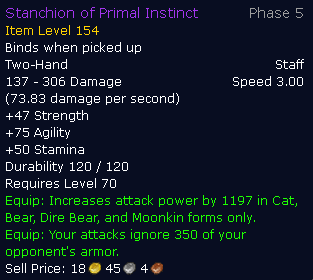 Stanchion of Primal Instinct Phase 5
Item Level 154
Binds when picked up
Two-Hand Staff
137 - 306 Damage Speed 3.00
(73.83 damage per second)
+47 Strength
+75 Agility
+50 Stamina
Durability 120 / 120
Requires Level 70
Equip: Increases attack power by 1197 in Cat,
Bear, Dire Bear, and Moonkin forms only.
Equip: Your attacks ignore 350 of your
opponent's armor.
Sell Price: 18 45 4